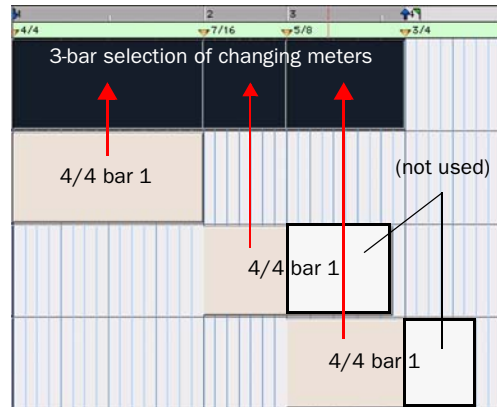 2 3
4/4 7/16 5/8 3/4
3-bar selection of changing meters
4/4 bar 1
(not used)
4/4 bar 1
4/4 bar 1